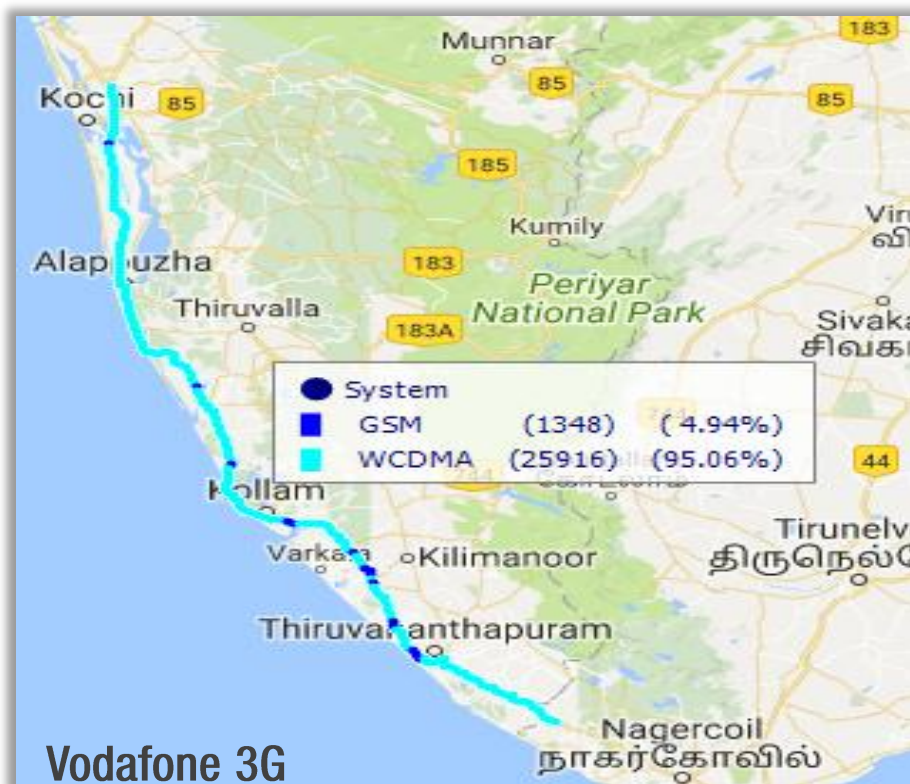 183
Munnar
85
85
Kochi
185
Kumily
Alappuzha
183
Periyar
National Park
Thiruvalla
183A
Sivaka
சிவகா
System
GSM (1348) ( 4.94%)
WCDMA (25916) (95.06%)
44
Kollam
Tirunelv
Varkala
Kilimanoor
Thiruvananthapuram
Nagercoil
நாகர்கோவில்
Vodafone 3G